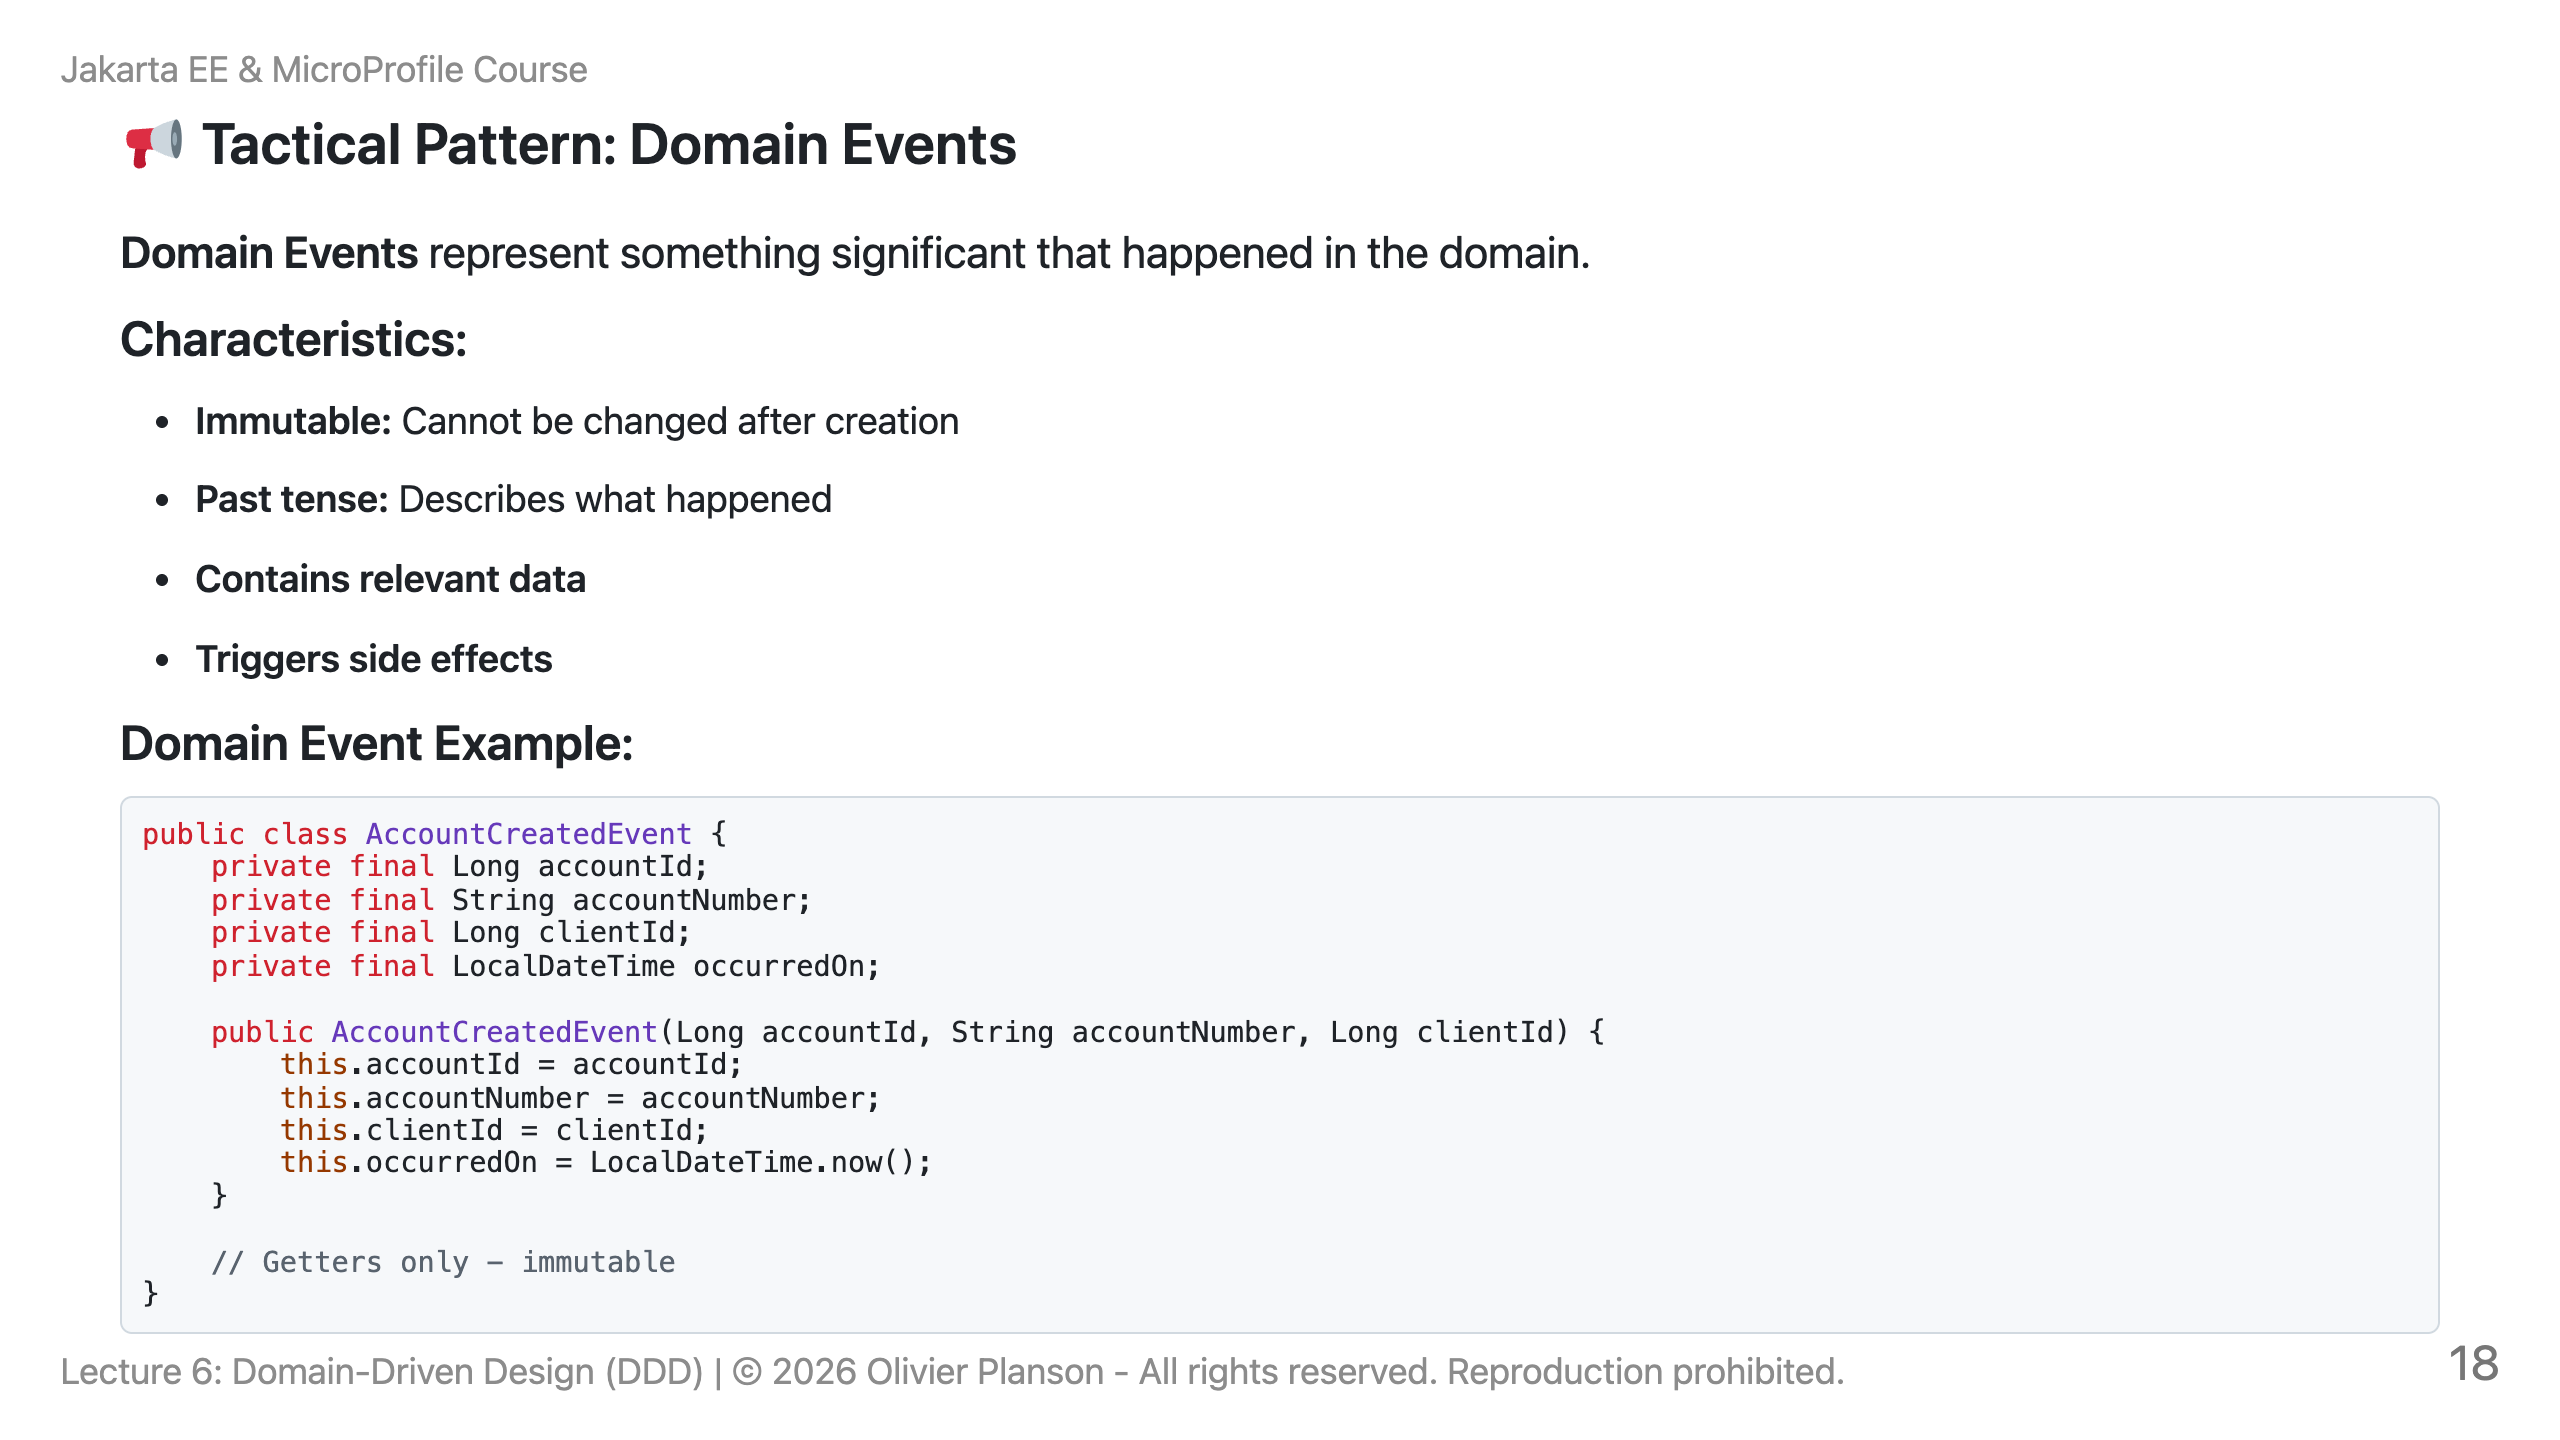 Jakarta EE & MicroProfile Course
📢 Tactical Pattern: Domain Events
Domain Events represent something significant that happened in the domain.
Characteristics:
• Immutable: Cannot be changed after creation
• Past tense: Describes what happened
• Contains relevant data
• Triggers side effects
Domain Event Example:
public class AccountCreatedEvent {
    private final Long accountId;
    private final String accountNumber;
    private final Long clientId;
    private final LocalDateTime occurredOn;

    public AccountCreatedEvent(Long accountId, String accountNumber, Long clientId) {
        this.accountId = accountId;
        this.accountNumber = accountNumber;
        this.clientId = clientId;
        this.occurredOn = LocalDateTime.now();
    }

    // Getters only – immutable
}
Lecture 6: Domain-Driven Design (DDD) | © 2026 Olivier Planson - All rights reserved. Reproduction prohibited.
18